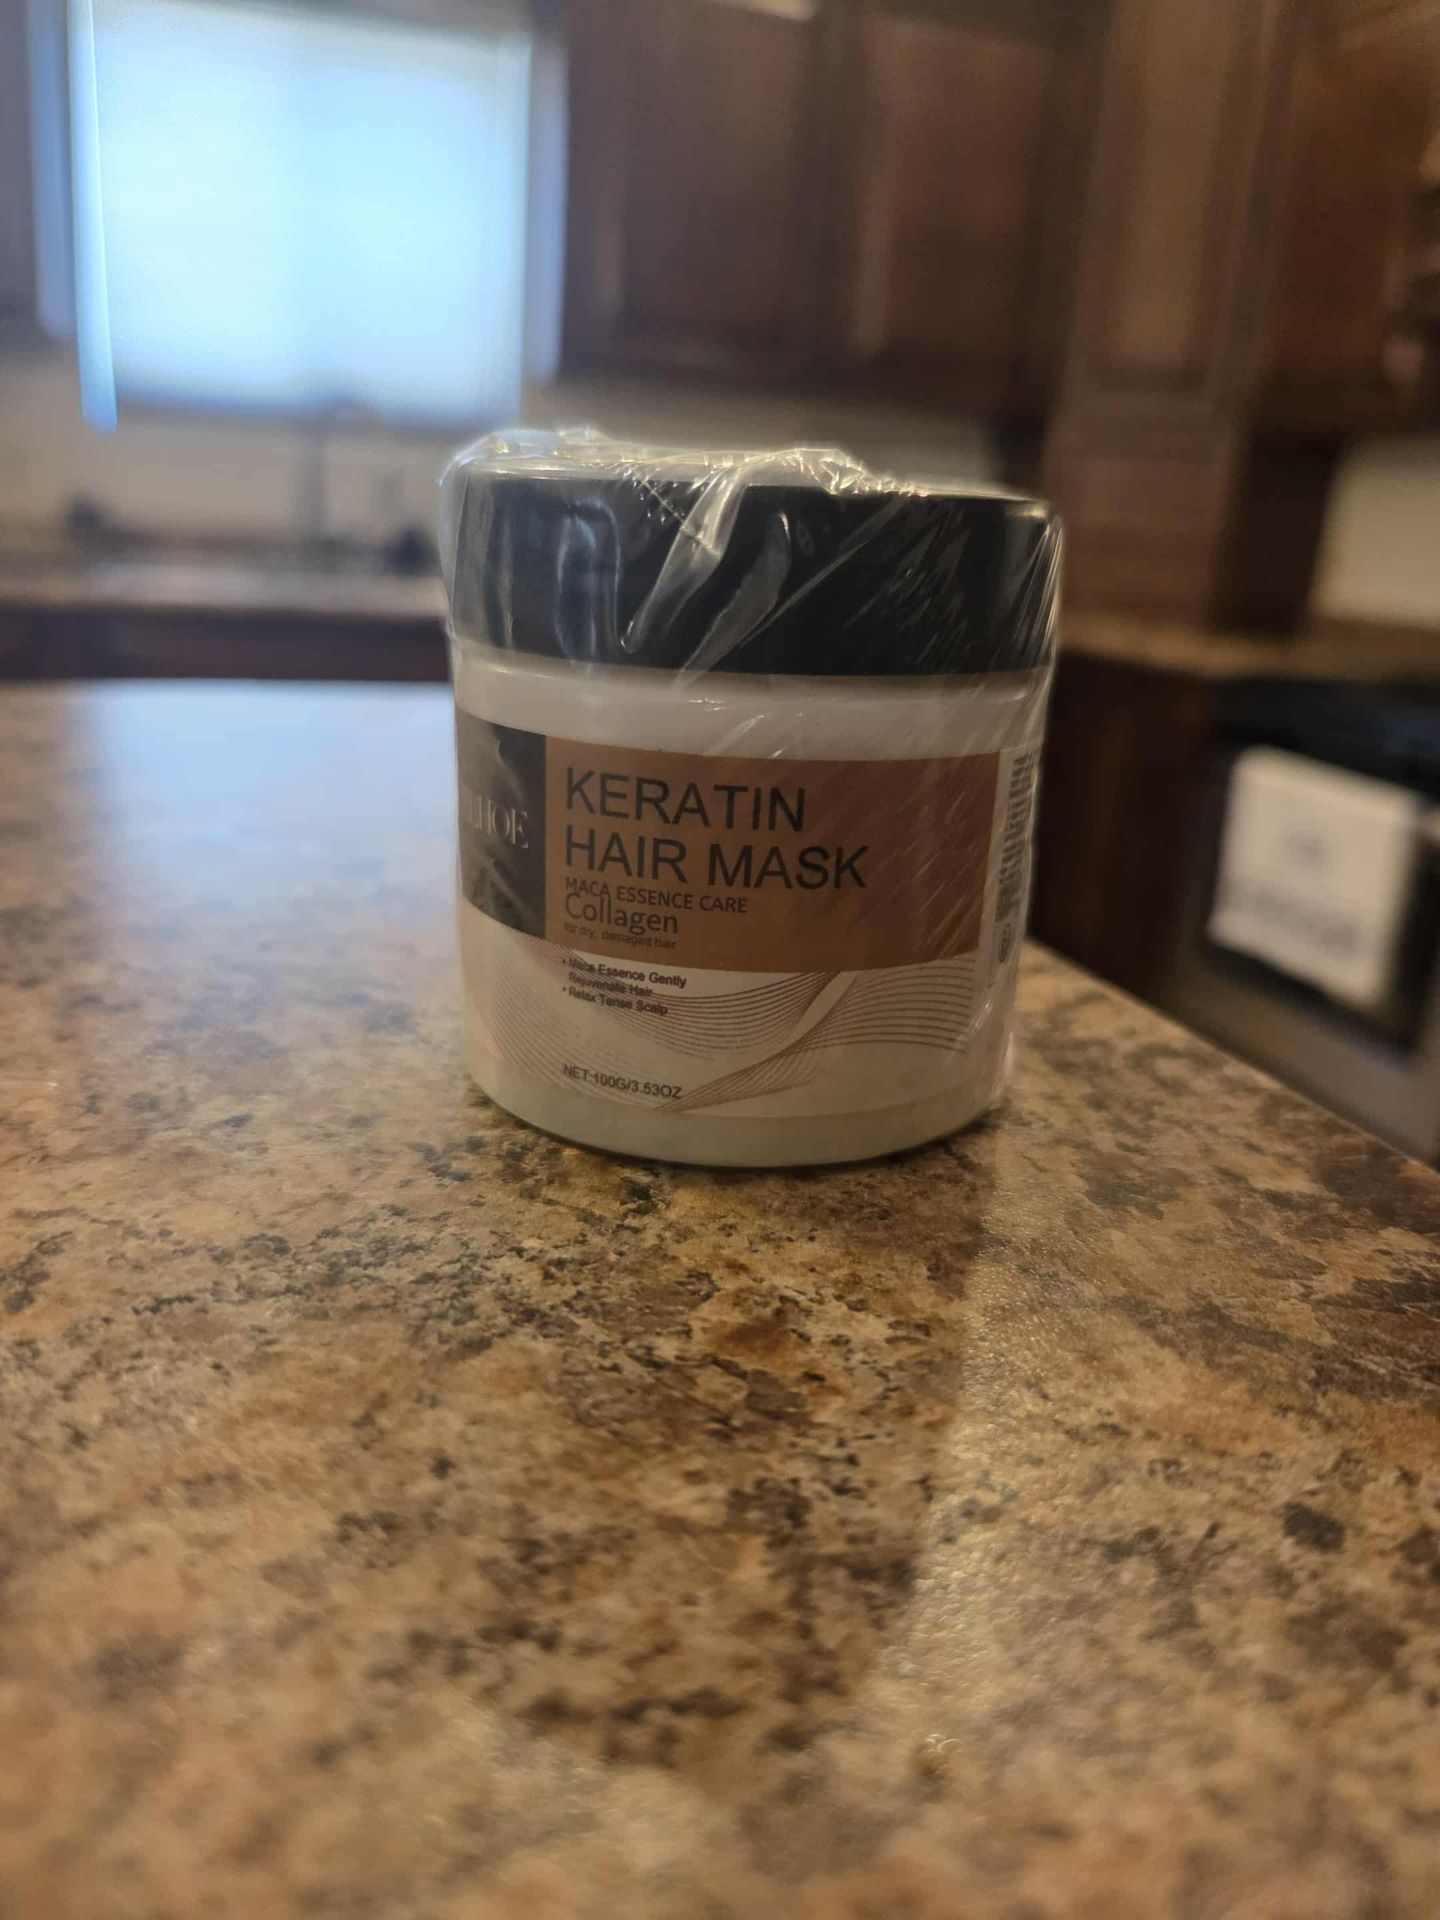 KERATIN
HAIR MASK
MACA ESSENCE CARE
Collagen
for dry, damaged hair
• Maca Essence Gently
Rejuvenate Hair
• Relax Tense Scalp
NET:100G/3.53OZ